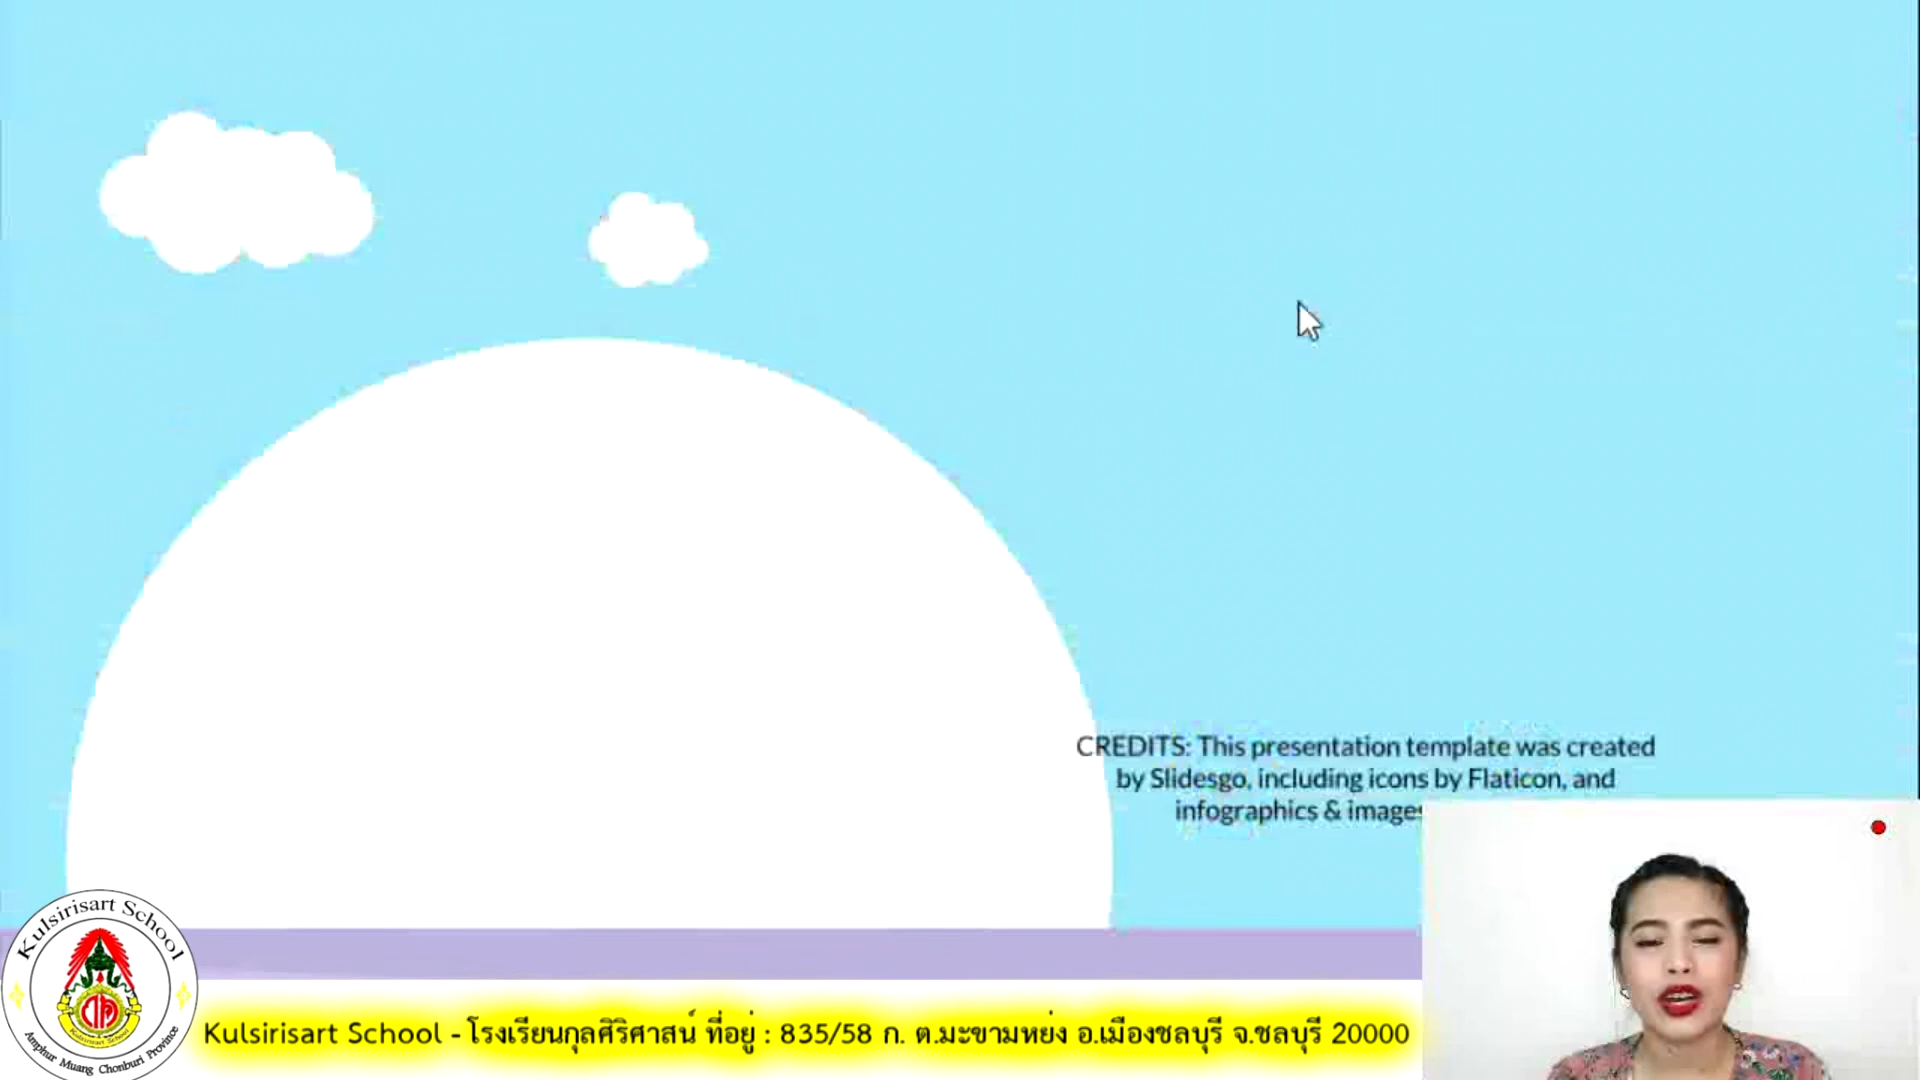 CREDITS: This presentation template was created
by Slidesgo, including icons by Flaticon, and
infographics & images
Kulsirisart School
Amphur Muang Chonburi Province
Kulsirisart School - โรงเรียนกุลศิริศาสน์ ที่อยู่ : 835/58 ก. ต.มะขามหย่ง อ.เมืองชลบุรี จ.ชลบุรี 20000